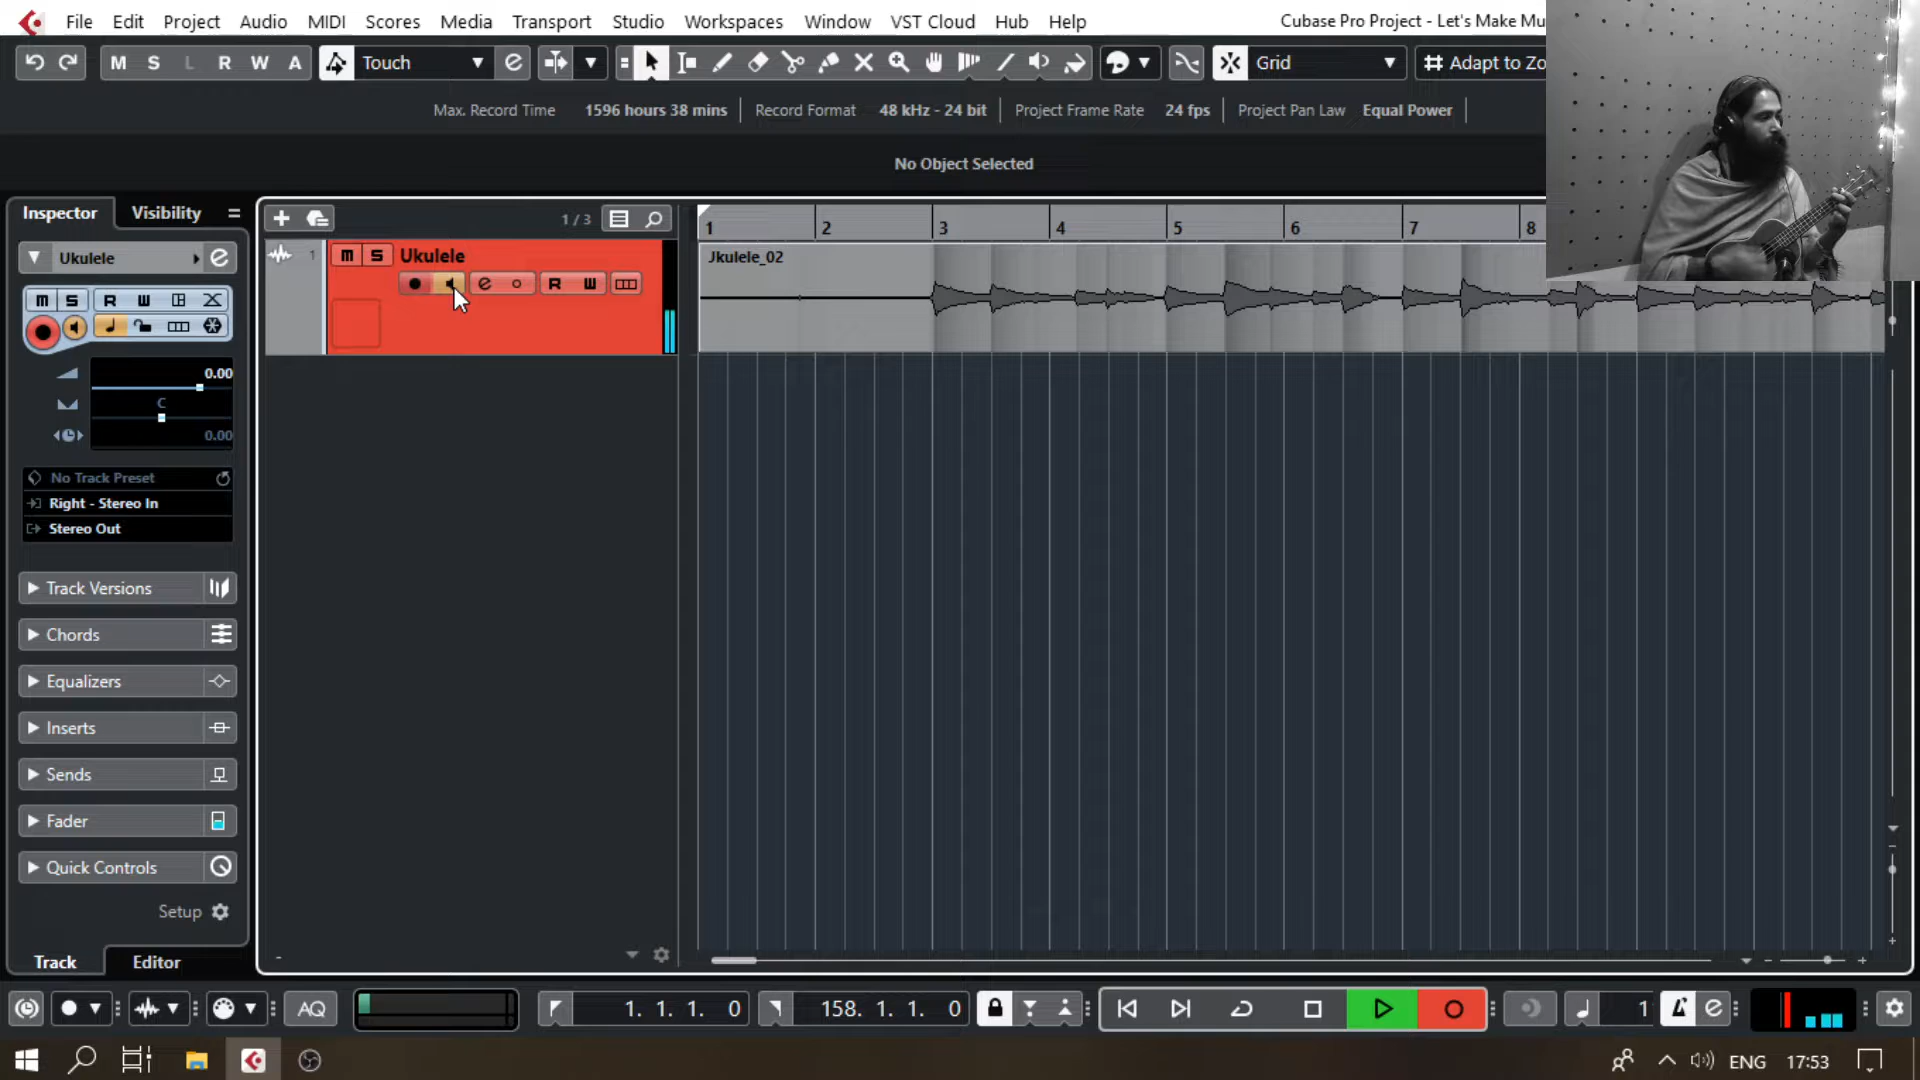 File Edit Project Audio MIDI Scores Media Transport Studio Workspaces Window VST Cloud Hub Help
Cubase Pro Project - Let's Make Mu
M S L R W A Touch Grid Adapt to Zo
Max. Record Time 1596 hours 38 mins Record Format 48 kHz - 24 bit Project Frame Rate 24 fps Project Pan Law Equal Power
No Object Selected
Inspector Visibility
1 / 3
1 2 3 4 5 6 7 8
Ukulele
1 M S Ukulele
Jkulele_02
R W
M S R W
0.00
C
0.00
No Track Preset
Right - Stereo In
Stereo Out
Track Versions
Chords
Equalizers
Inserts
Sends
Fader
Quick Controls
Setup
Track Editor
AQ
1. 1. 1. 0
158. 1. 1. 0
1
ENG 17:53